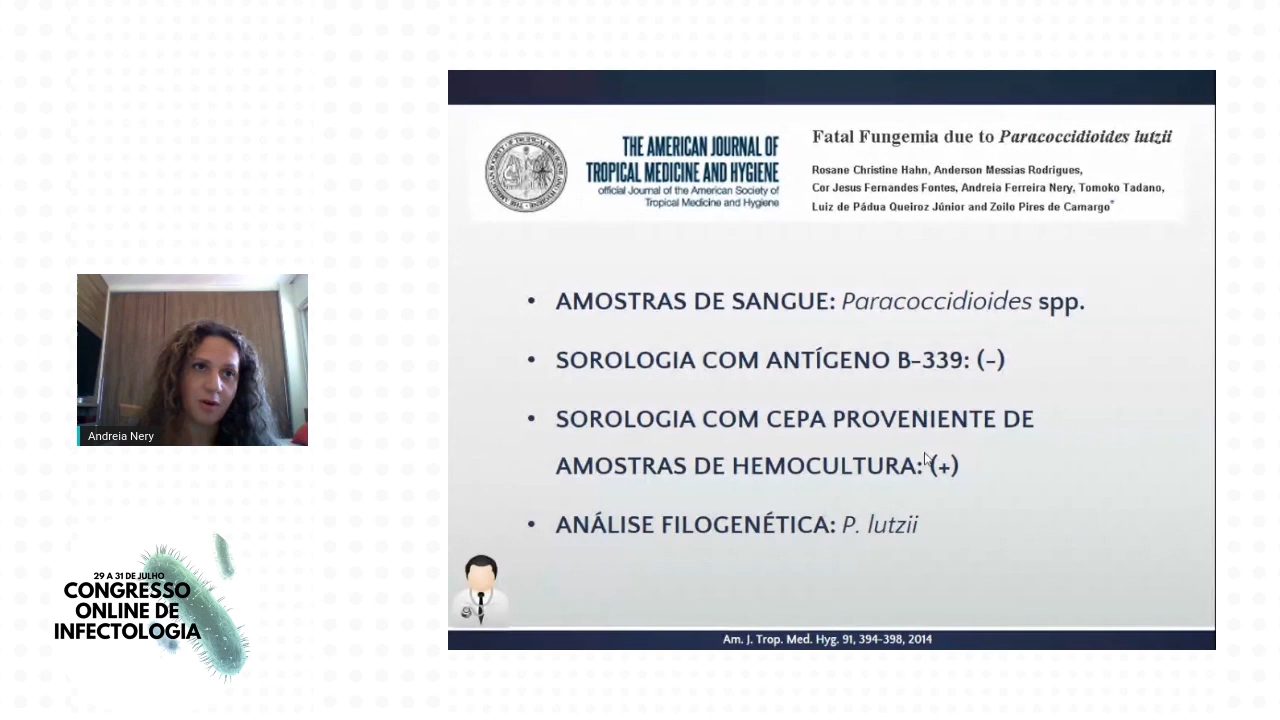 THE AMERICAN JOURNAL OF
TROPICAL MEDICINE AND HYGIENE
official Journal of the American Society of
Tropical Medicine and Hygiene
Fatal Fungemia due to Paracoccidioides lutzii
Rosane Christine Hahn, Anderson Messias Rodrigues,
Cor Jesus Fernandes Fontes, Andreia Ferreira Nery, Tomoko Tadano,
Luiz de Pádua Queiroz Júnior and Zoilo Pires de Camargo*
• AMOSTRAS DE SANGUE: Paracoccidioides spp.
• SOROLOGIA COM ANTÍGENO B-339: (-)
• SOROLOGIA COM CEPA PROVENIENTE DE
AMOSTRAS DE HEMOCULTURA: (+)
• ANÁLISE FILOGENÉTICA: P. lutzii
Am. J. Trop. Med. Hyg. 91, 394-398, 2014
Andreia Nery
29 A 31 DE JULHO
CONGRESSO
ONLINE DE
INFECTOLOGIA